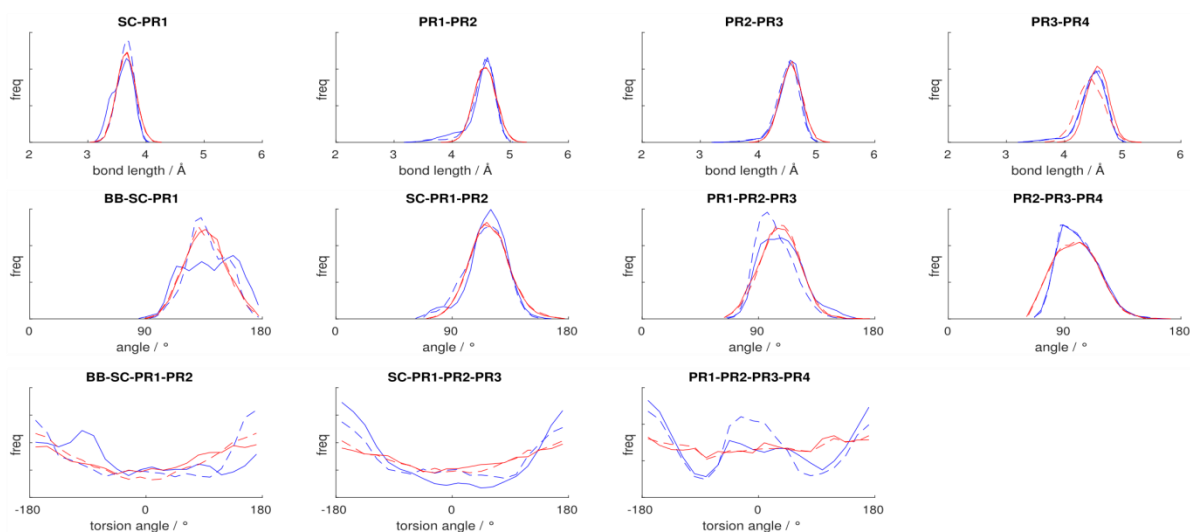 SC-PR1
PR1-PR2
PR2-PR3
PR3-PR4
freq
freq
freq
freq
2 3 4 5 6
2 3 4 5 6
2 3 4 5 6
2 3 4 5 6
bond length / Å
bond length / Å
bond length / Å
bond length / Å
BB-SC-PR1
SC-PR1-PR2
PR1-PR2-PR3
PR2-PR3-PR4
freq
freq
freq
freq
0 90 180
0 90 180
0 90 180
0 90 180
angle / °
angle / °
angle / °
angle / °
BB-SC-PR1-PR2
SC-PR1-PR2-PR3
PR1-PR2-PR3-PR4
freq
freq
freq
-180 0 180
-180 0 180
-180 0 180
torsion angle / °
torsion angle / °
torsion angle / °